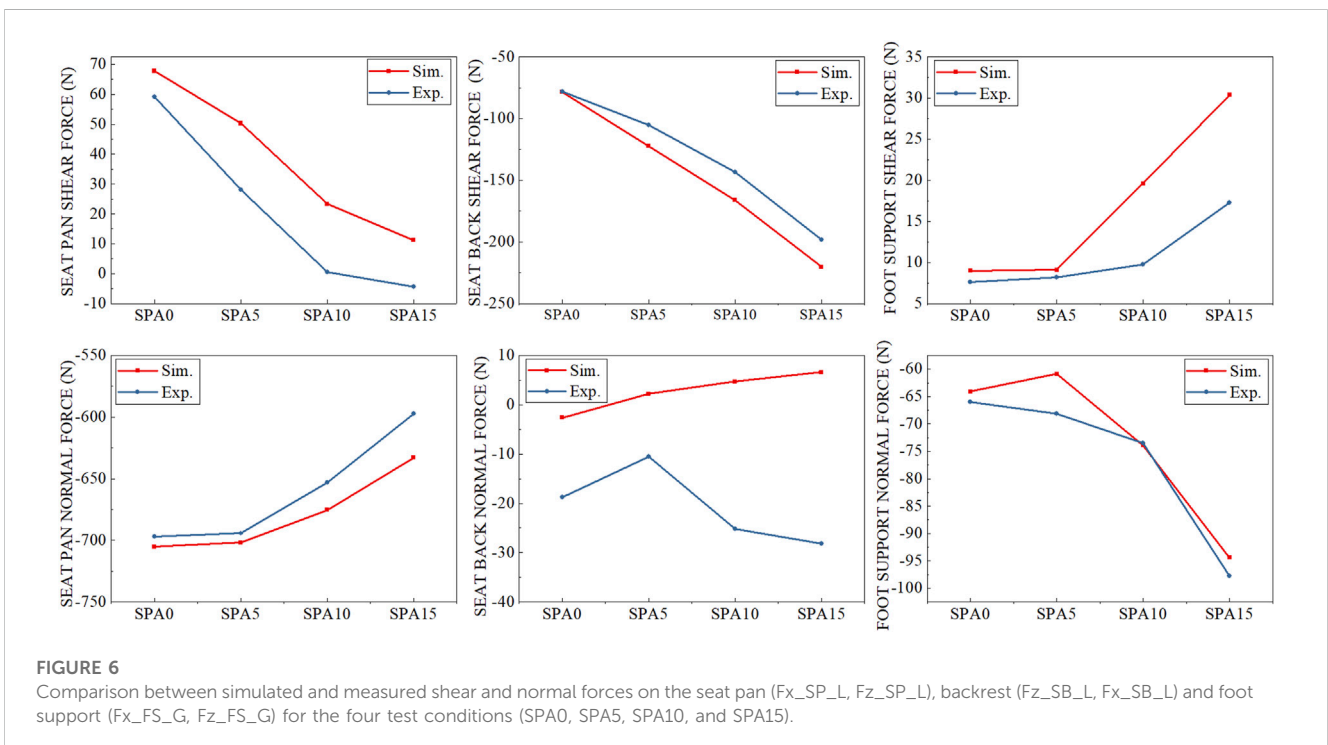 SEAT PAN SHEAR FORCE (N)
70
60
50
40
30
20
10
0
-10
SPA0 SPA5 SPA10 SPA15
Sim.
Exp.
SEAT BACK SHEAR FORCE (N)
-50
-100
-150
-200
-250
SPA0 SPA5 SPA10 SPA15
Sim.
Exp.
FOOT SUPPORT SHEAR FORCE (N)
35
30
25
20
15
10
5
SPA0 SPA5 SPA10 SPA15
Sim.
Exp.
SEAT PAN NORMAL FORCE (N)
-550
-600
-650
-700
-750
SPA0 SPA5 SPA10 SPA15
Sim.
Exp.
SEAT BACK NORMAL FORCE (N)
10
0
-10
-20
-30
-40
SPA0 SPA5 SPA10 SPA15
Sim.
Exp.
FOOT SUPPORT NORMAL FORCE (N)
-60
-65
-70
-75
-80
-85
-90
-95
-100
SPA0 SPA5 SPA10 SPA15
Sim.
Exp.
FIGURE 6
Comparison between simulated and measured shear and normal forces on the seat pan (Fx_SP_L, Fz_SP_L), backrest (Fz_SB_L, Fx_SB_L) and foot
support (Fx_FS_G, Fz_FS_G) for the four test conditions (SPA0, SPA5, SPA10, and SPA15).